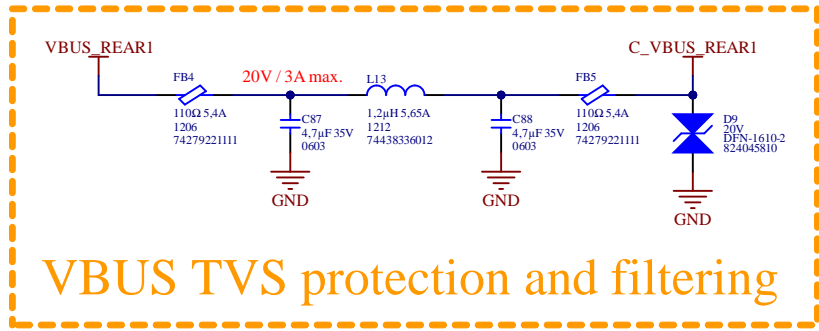 VBUS_REAR1
C_VBUS_REAR1
FB4
20V / 3A max.
L13
FB5
110Ω 5,4A
1206
74279221111
C87
4,7µF 35V
0603
1,2µH 5,65A
1212
74438336012
C88
4,7µF 35V
0603
110Ω 5,4A
1206
74279221111
D9
20V
DFN-1610-2
824045810
GND
GND
GND
VBUS TVS protection and filtering